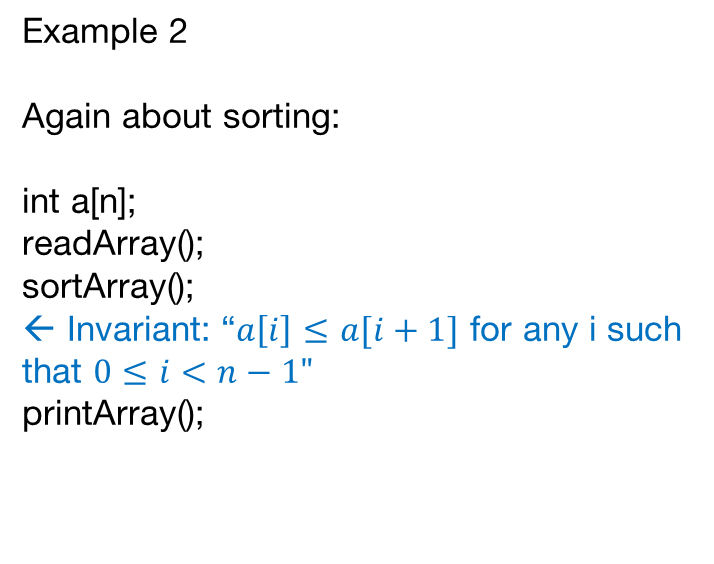 Example 2
Again about sorting:
int a[n];
readArray();
sortArray();
← Invariant: “a[i] ≤ a[i + 1] for any i such
that 0 ≤ i < n − 1"
printArray();